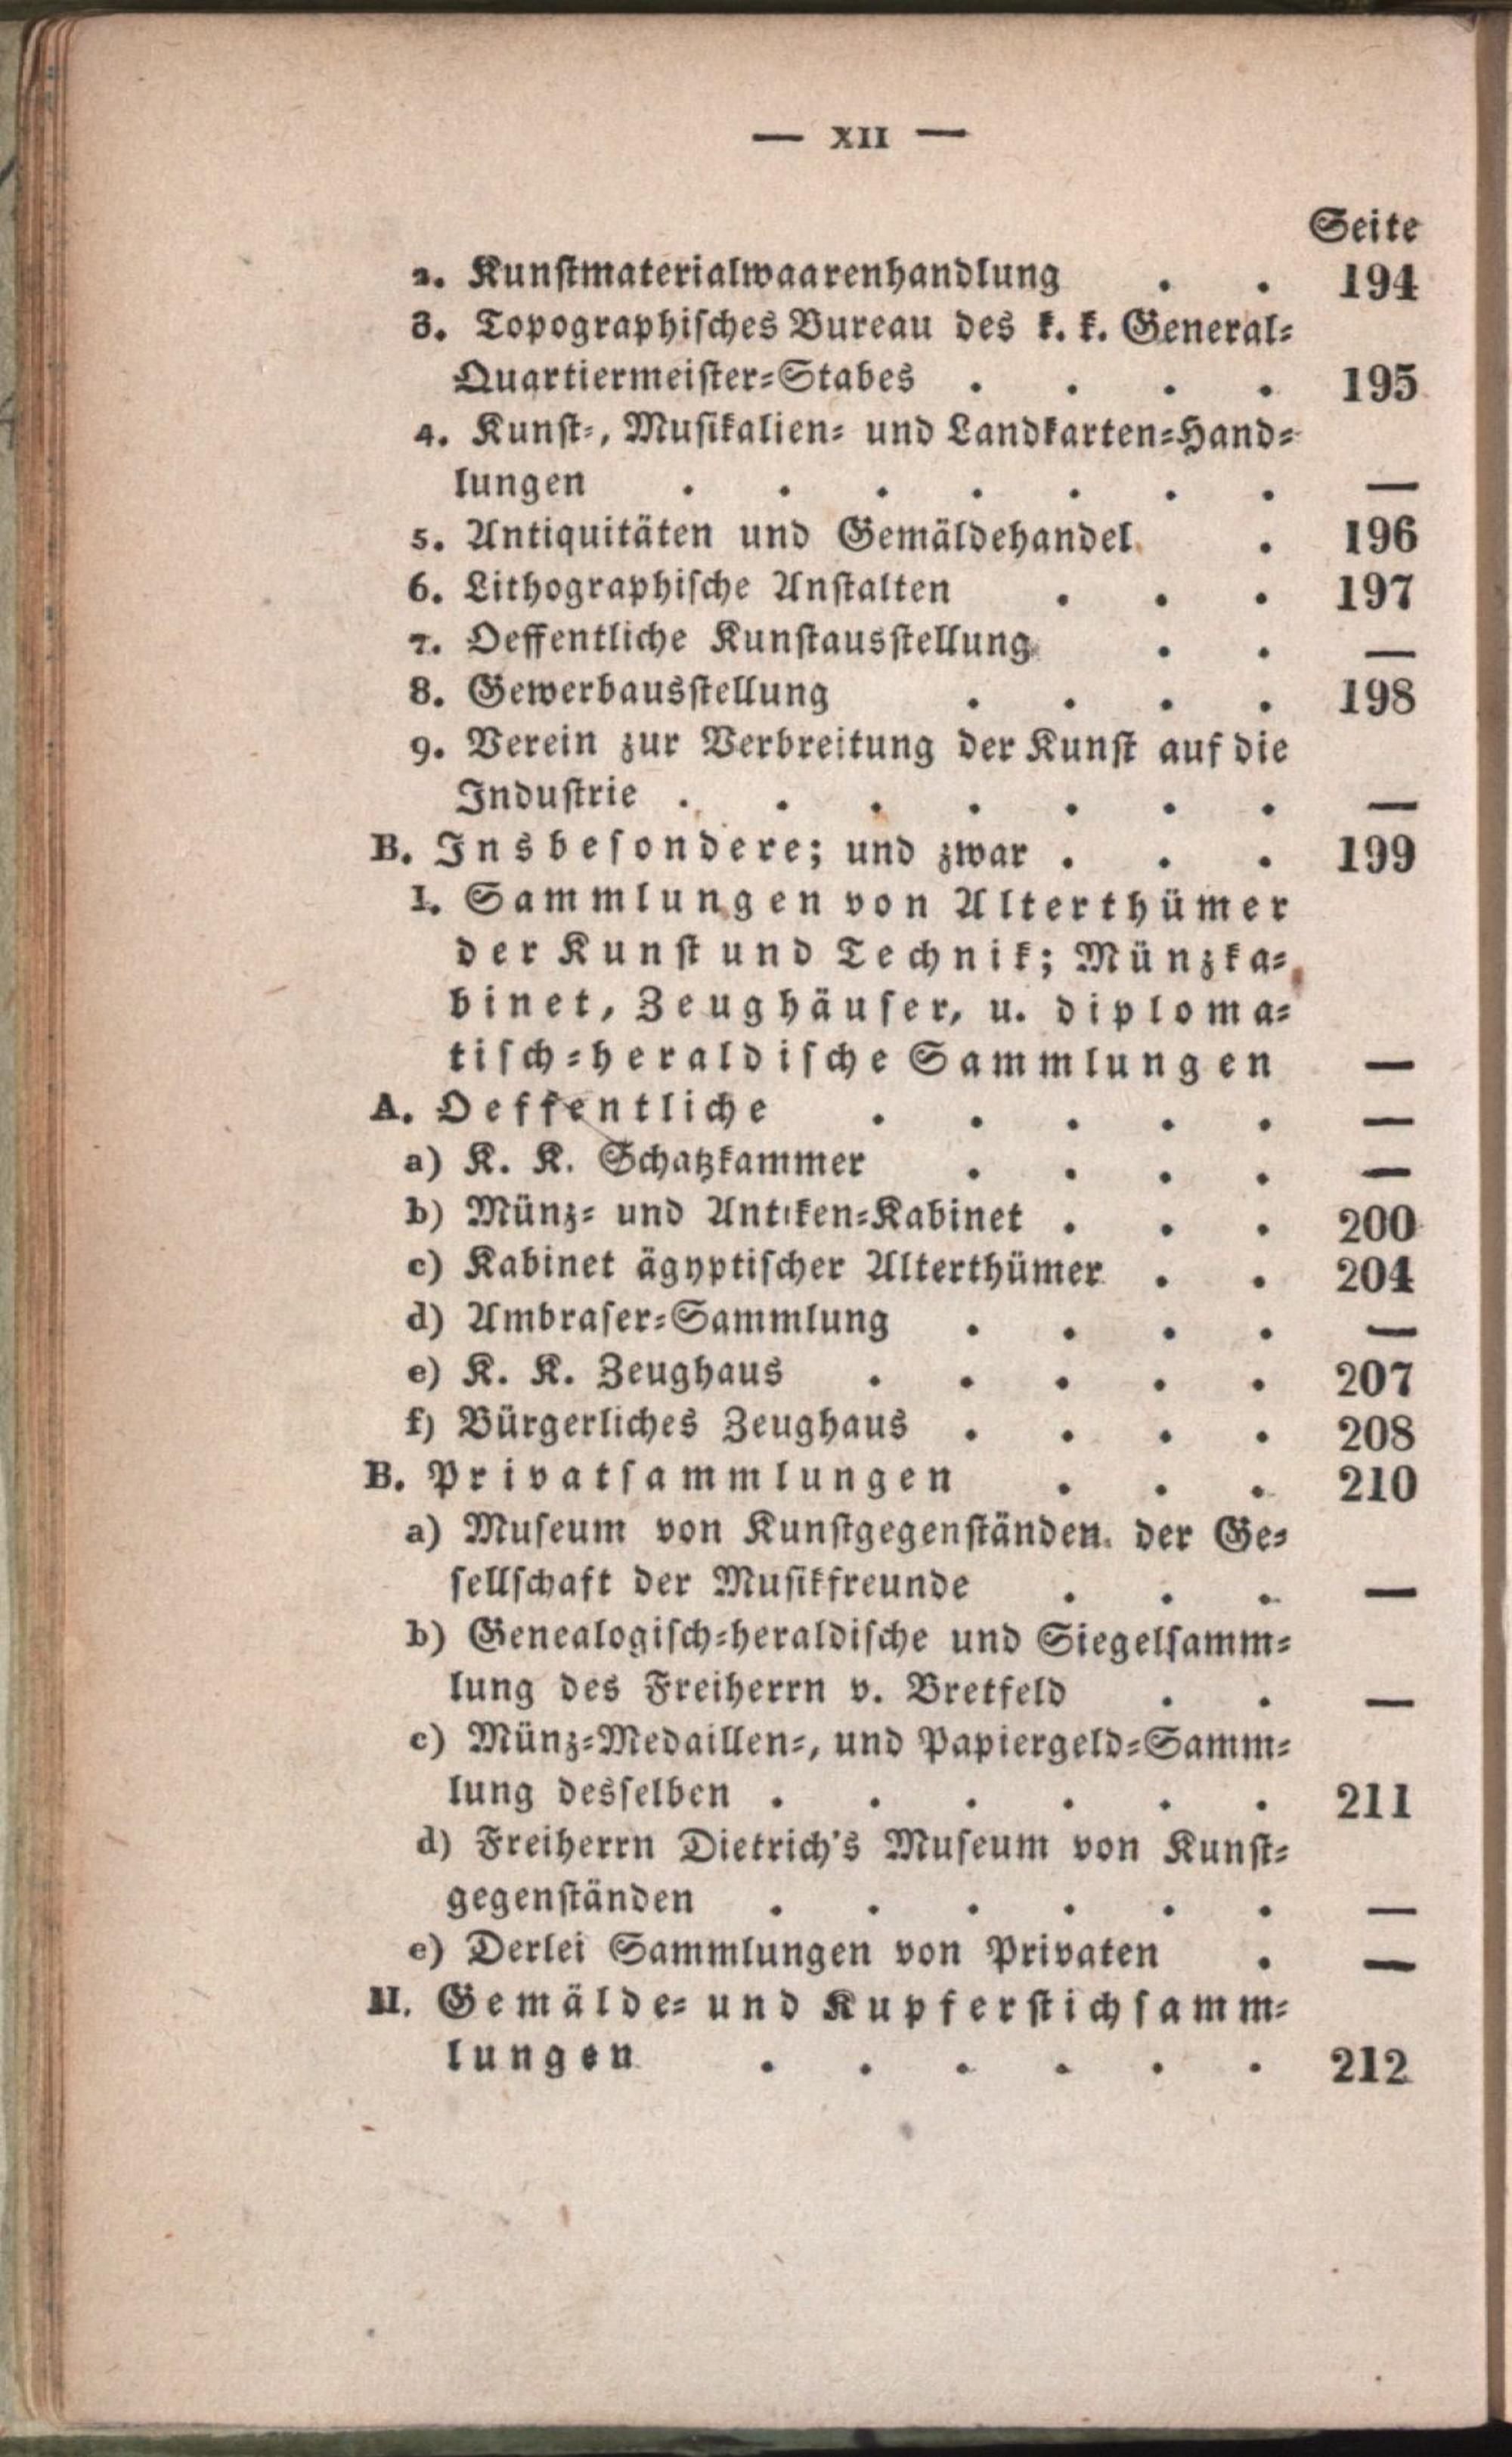 — XII —
Seite
2. Kunstmaterialwaarenhandlung . . 194
3. Topographisches Bureau des k. k. General-
Quartiermeister-Stabes . . . . 195
4. Kunst-, Musikalien- und Landkarten-Hand-
lungen . . . . . . . —
5. Antiquitäten und Gemäldehandel . 196
6. Lithographische Anstalten . . . 197
7. Oeffentliche Kunstausstellung . . —
8. Gewerbausstellung . . . . 198
9. Verein zur Verbreitung der Kunst auf die
Industrie . . . . . . . —
B. Insbesondere; und zwar . . . 199
I. Sammlungen von Alterthümer
der Kunst und Technik; Münzka-
binet, Zeughäuser, u. diploma-
tisch-heraldische Sammlungen —
A. Oeffentliche . . . . . —
a) K. K. Schatzkammer . . . . —
b) Münz- und Antiken-Kabinet . . . 200
c) Kabinet ägyptischer Alterthümer . . 204
d) Ambraser-Sammlung . . . . —
e) K. K. Zeughaus . . . . . 207
f) Bürgerliches Zeughaus . . . . 208
B. Privatsammlungen . . . 210
a) Museum von Kunstgegenständen der Ge-
sellschaft der Musikfreunde . . . —
b) Genealogisch-heraldische und Siegelsamm-
lung des Freiherrn v. Bretfeld . . —
c) Münz-Medaillen-, und Papiergeld-Samm-
lung desselben . . . . . . 211
d) Freiherrn Dietrich's Museum von Kunst-
gegenständen . . . . . . —
e) Derlei Sammlungen von Privaten . —
II. Gemälde- und Kupferstichsamm-
lungen . . . . . . 212